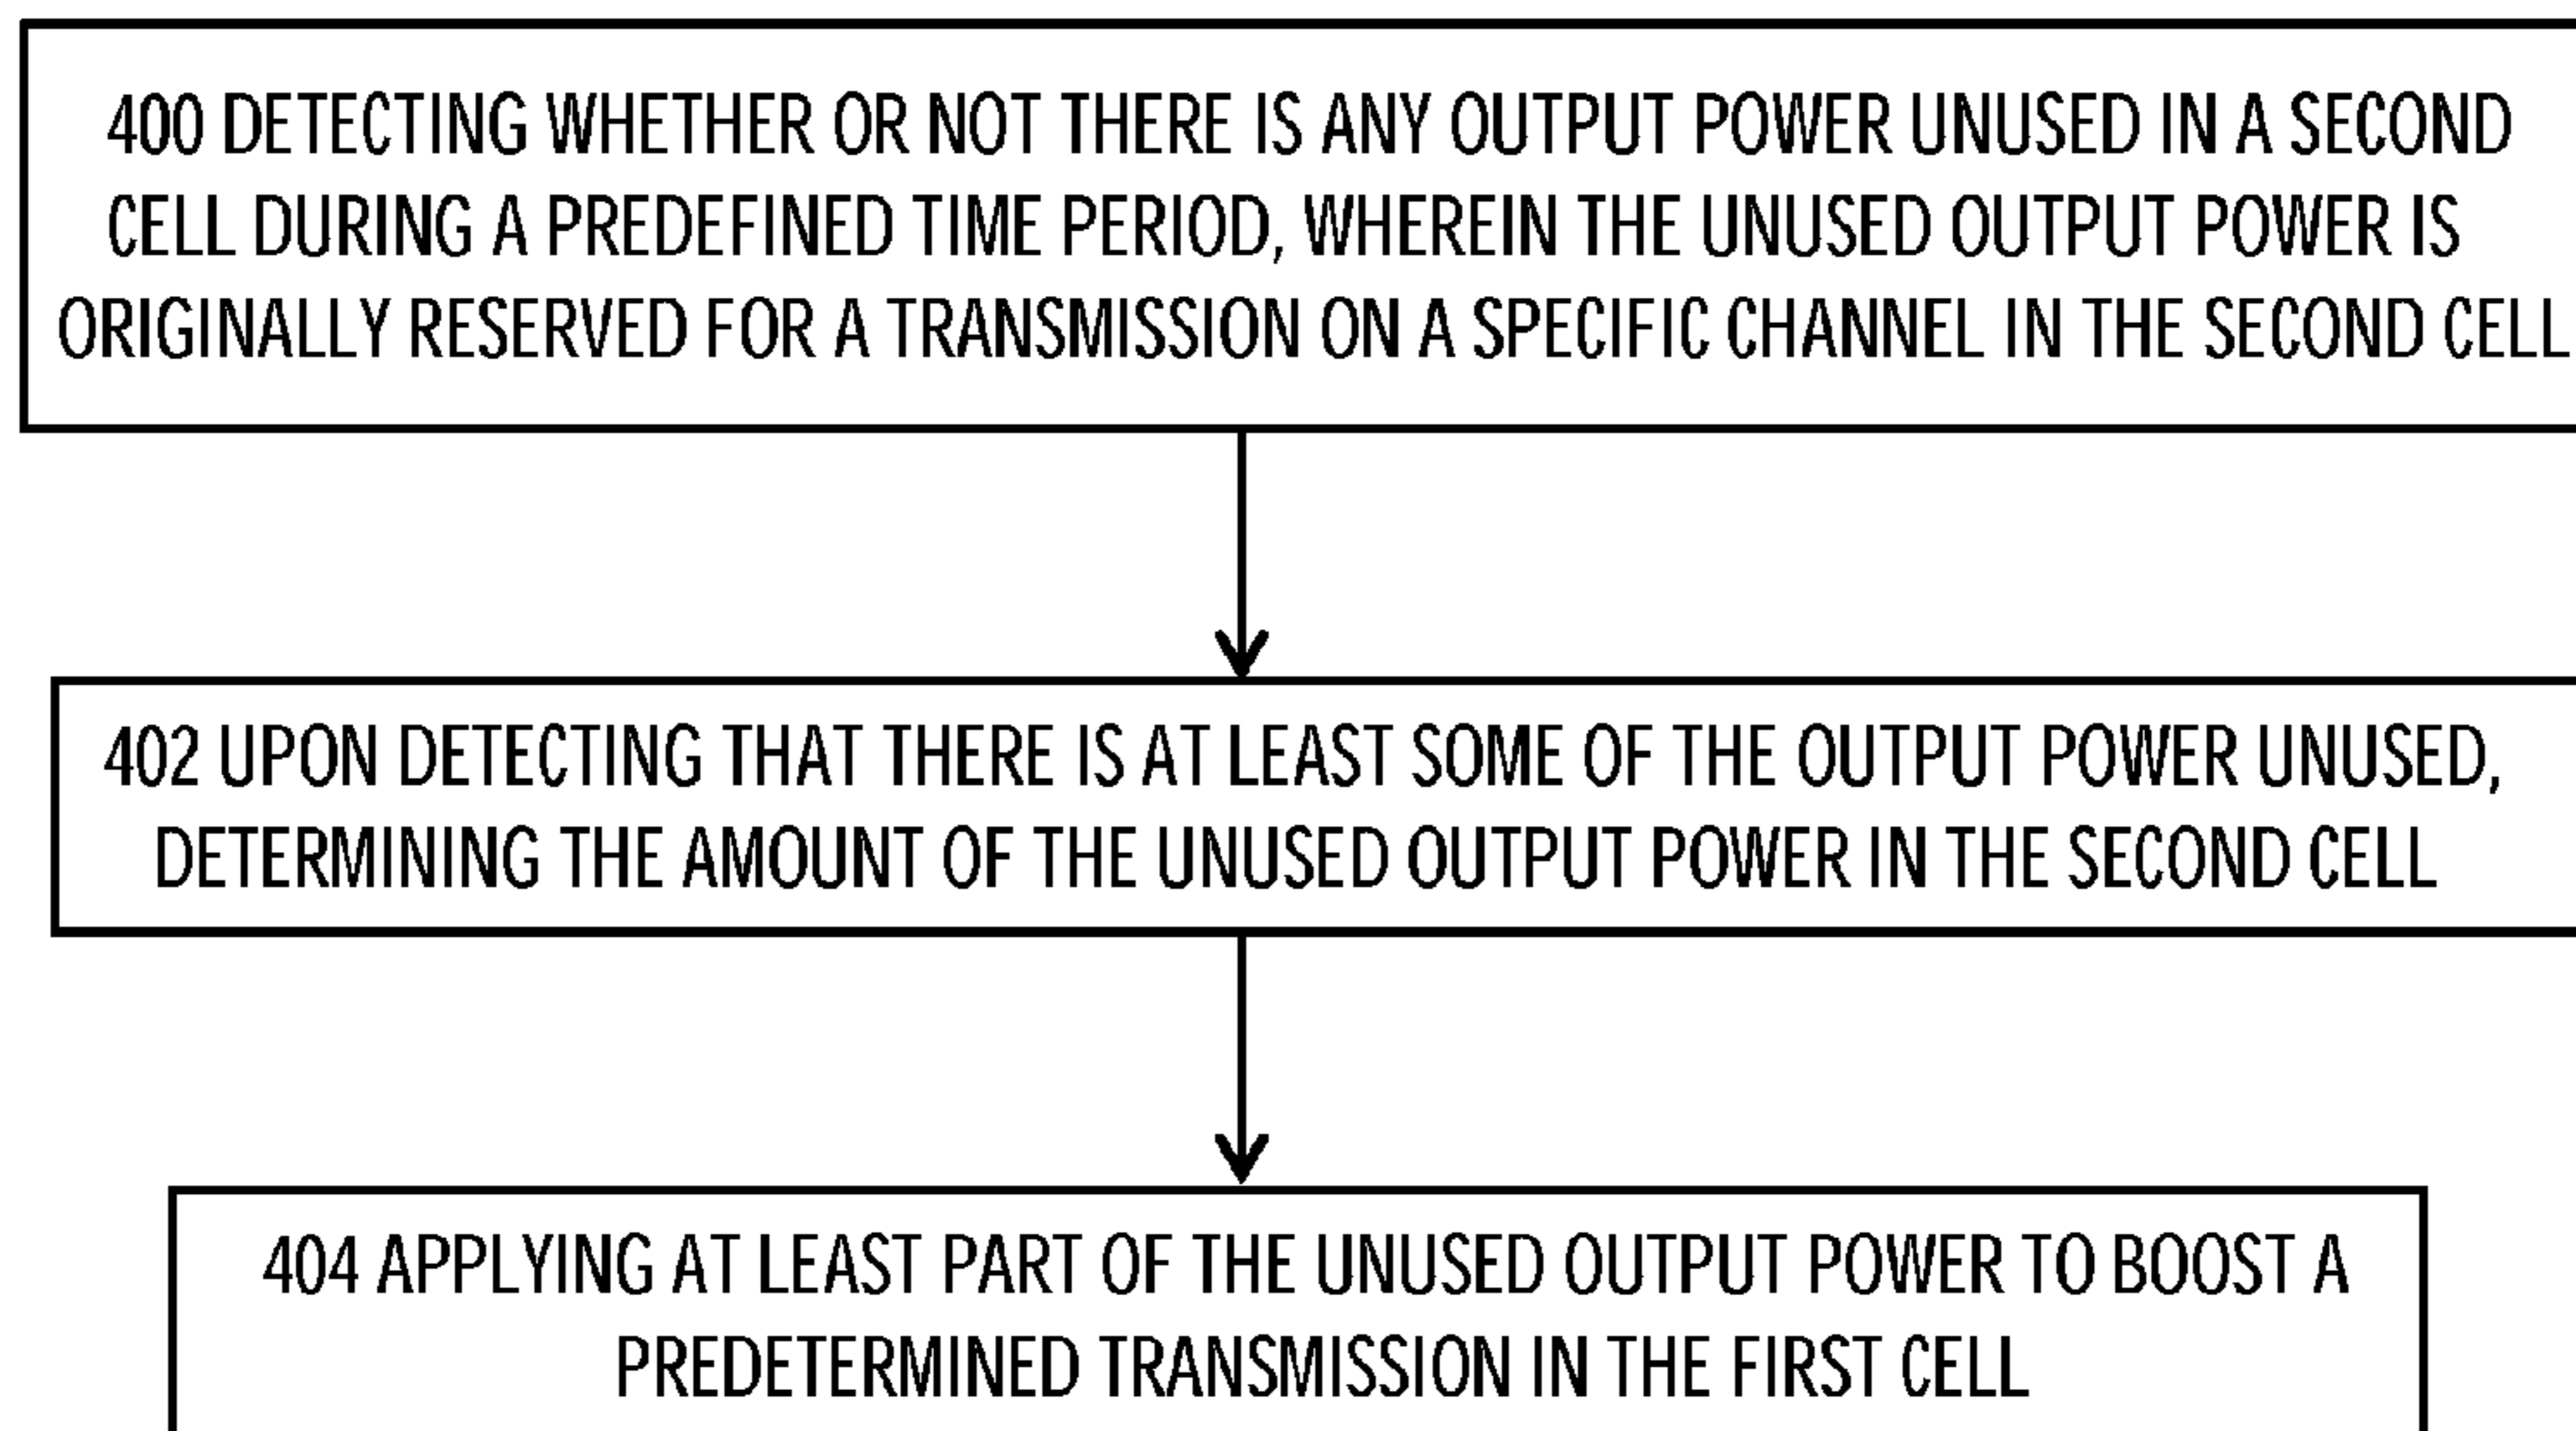 400 DETECTING WHETHER OR NOT THERE IS ANY OUTPUT POWER UNUSED IN A SECOND
CELL DURING A PREDEFINED TIME PERIOD, WHEREIN THE UNUSED OUTPUT POWER IS
ORIGINALLY RESERVED FOR A TRANSMISSION ON A SPECIFIC CHANNEL IN THE SECOND CELL
402 UPON DETECTING THAT THERE IS AT LEAST SOME OF THE OUTPUT POWER UNUSED,
DETERMINING THE AMOUNT OF THE UNUSED OUTPUT POWER IN THE SECOND CELL
404 APPLYING AT LEAST PART OF THE UNUSED OUTPUT POWER TO BOOST A
PREDETERMINED TRANSMISSION IN THE FIRST CELL